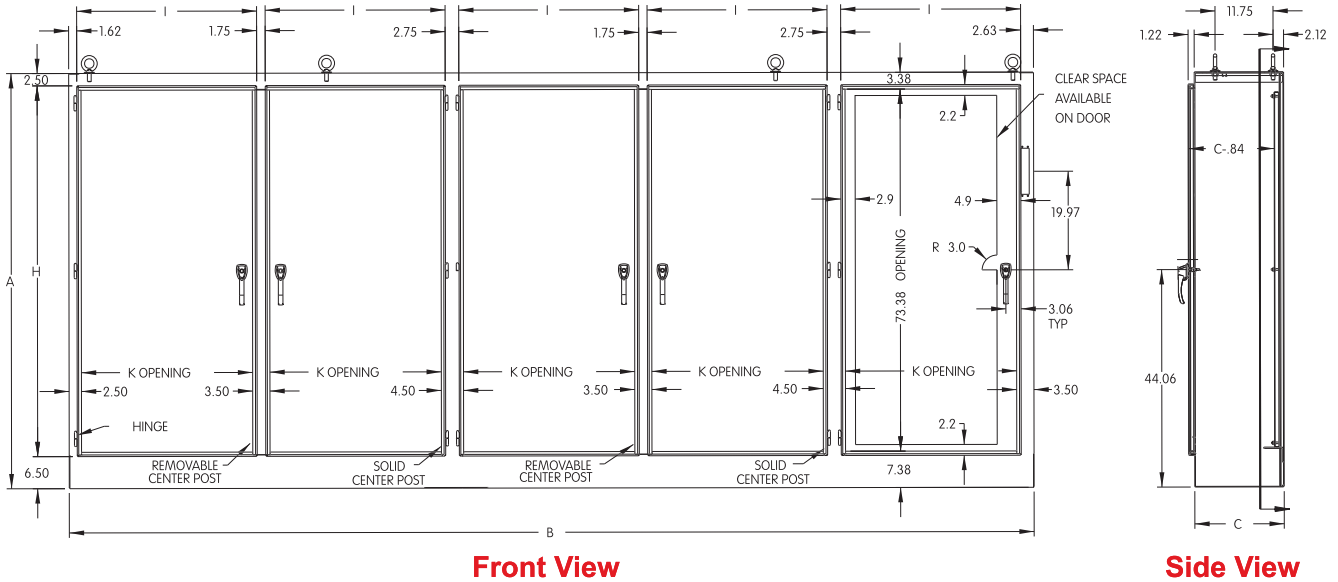 I
I
I
I
I
1.62
1.75
2.75
1.75
2.75
2.63
11.75
1.22
2.12
2.50
3.38
CLEAR SPACE
AVAILABLE
ON DOOR
2.2
C-.84
2.9
4.9
19.97
A
H
73.38 OPENING
R 3.0
3.06
TYP
K OPENING
K OPENING
K OPENING
K OPENING
K OPENING
44.06
2.50
3.50
4.50
3.50
4.50
3.50
HINGE
2.2
6.50
REMOVABLE
CENTER POST
SOLID
CENTER POST
REMOVABLE
CENTER POST
SOLID
CENTER POST
7.38
B
C
Front View
Side View